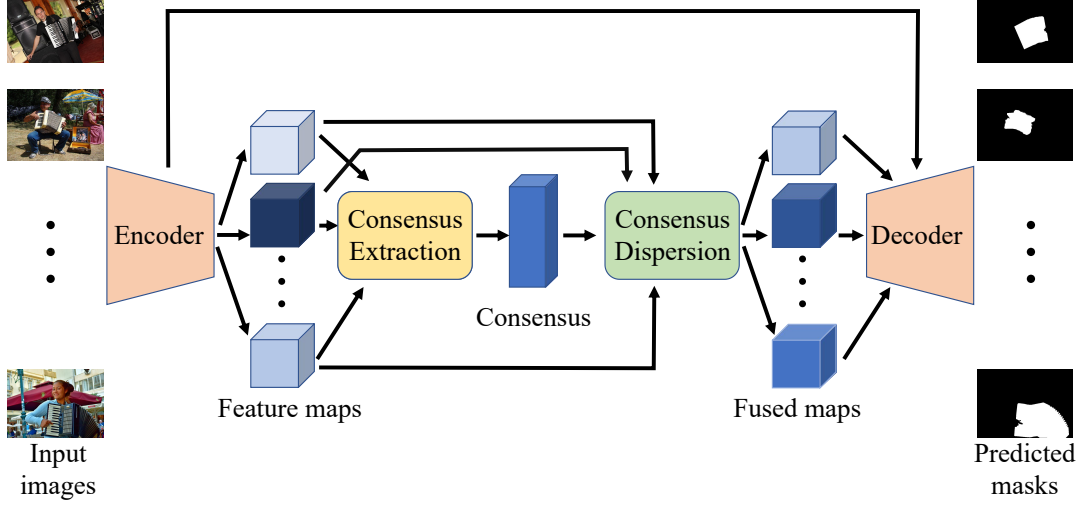 Encoder
Consensus
Extraction
Consensus
Consensus
Dispersion
Decoder
Feature maps
Fused maps
Input
images
Predicted
masks